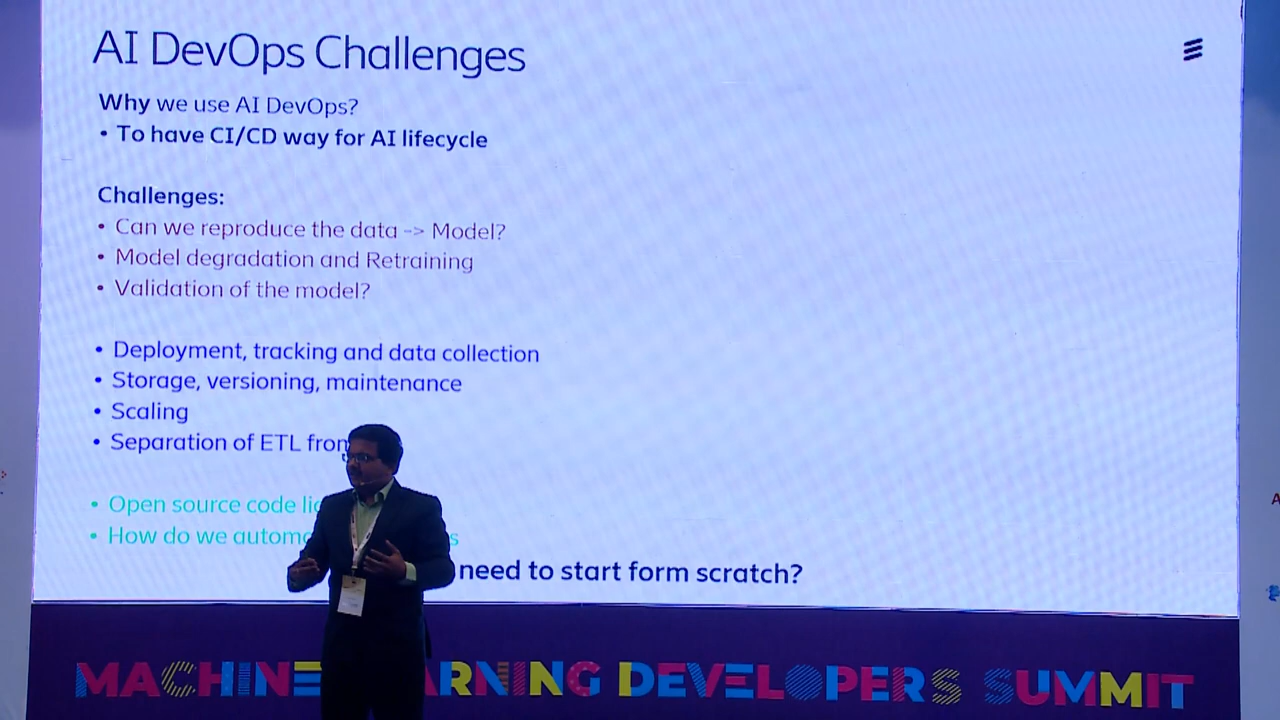 AI DevOps Challenges
Why we use AI DevOps?
• To have CI/CD way for AI lifecycle
Challenges:
• Can we reproduce the data -> Model?
• Model degradation and Retraining
• Validation of the model?
• Deployment, tracking and data collection
• Storage, versioning, maintenance
• Scaling
• Separation of ETL from
• Open source code
• How do we
need to start form scratch?
MACHINE LEARNING DEVELOPERS SUMMIT